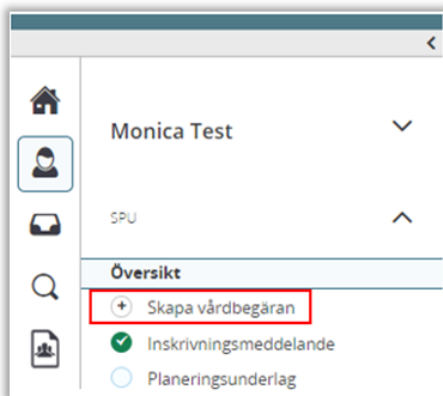 Monica Test
SPU
Översikt
Skapa vårdbegäran
Inskrivningsmeddelande
Planeringsunderlag